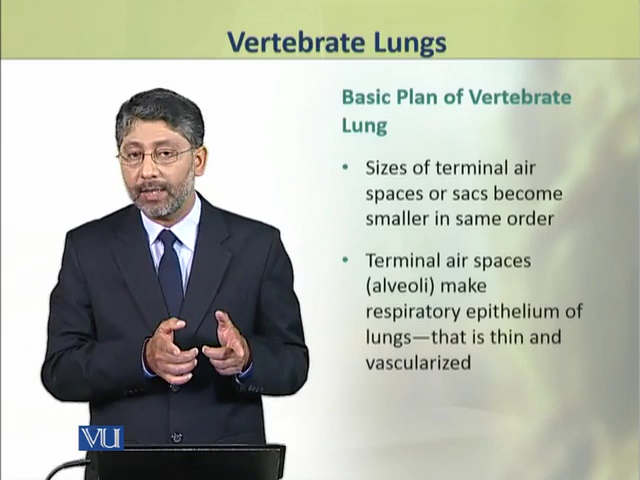 Vertebrate Lungs
Basic Plan of Vertebrate
Lung
• Sizes of terminal air
spaces or sacs become
smaller in same order
• Terminal air spaces
(alveoli) make
respiratory epithelium of
lungs—that is thin and
vascularized
VU